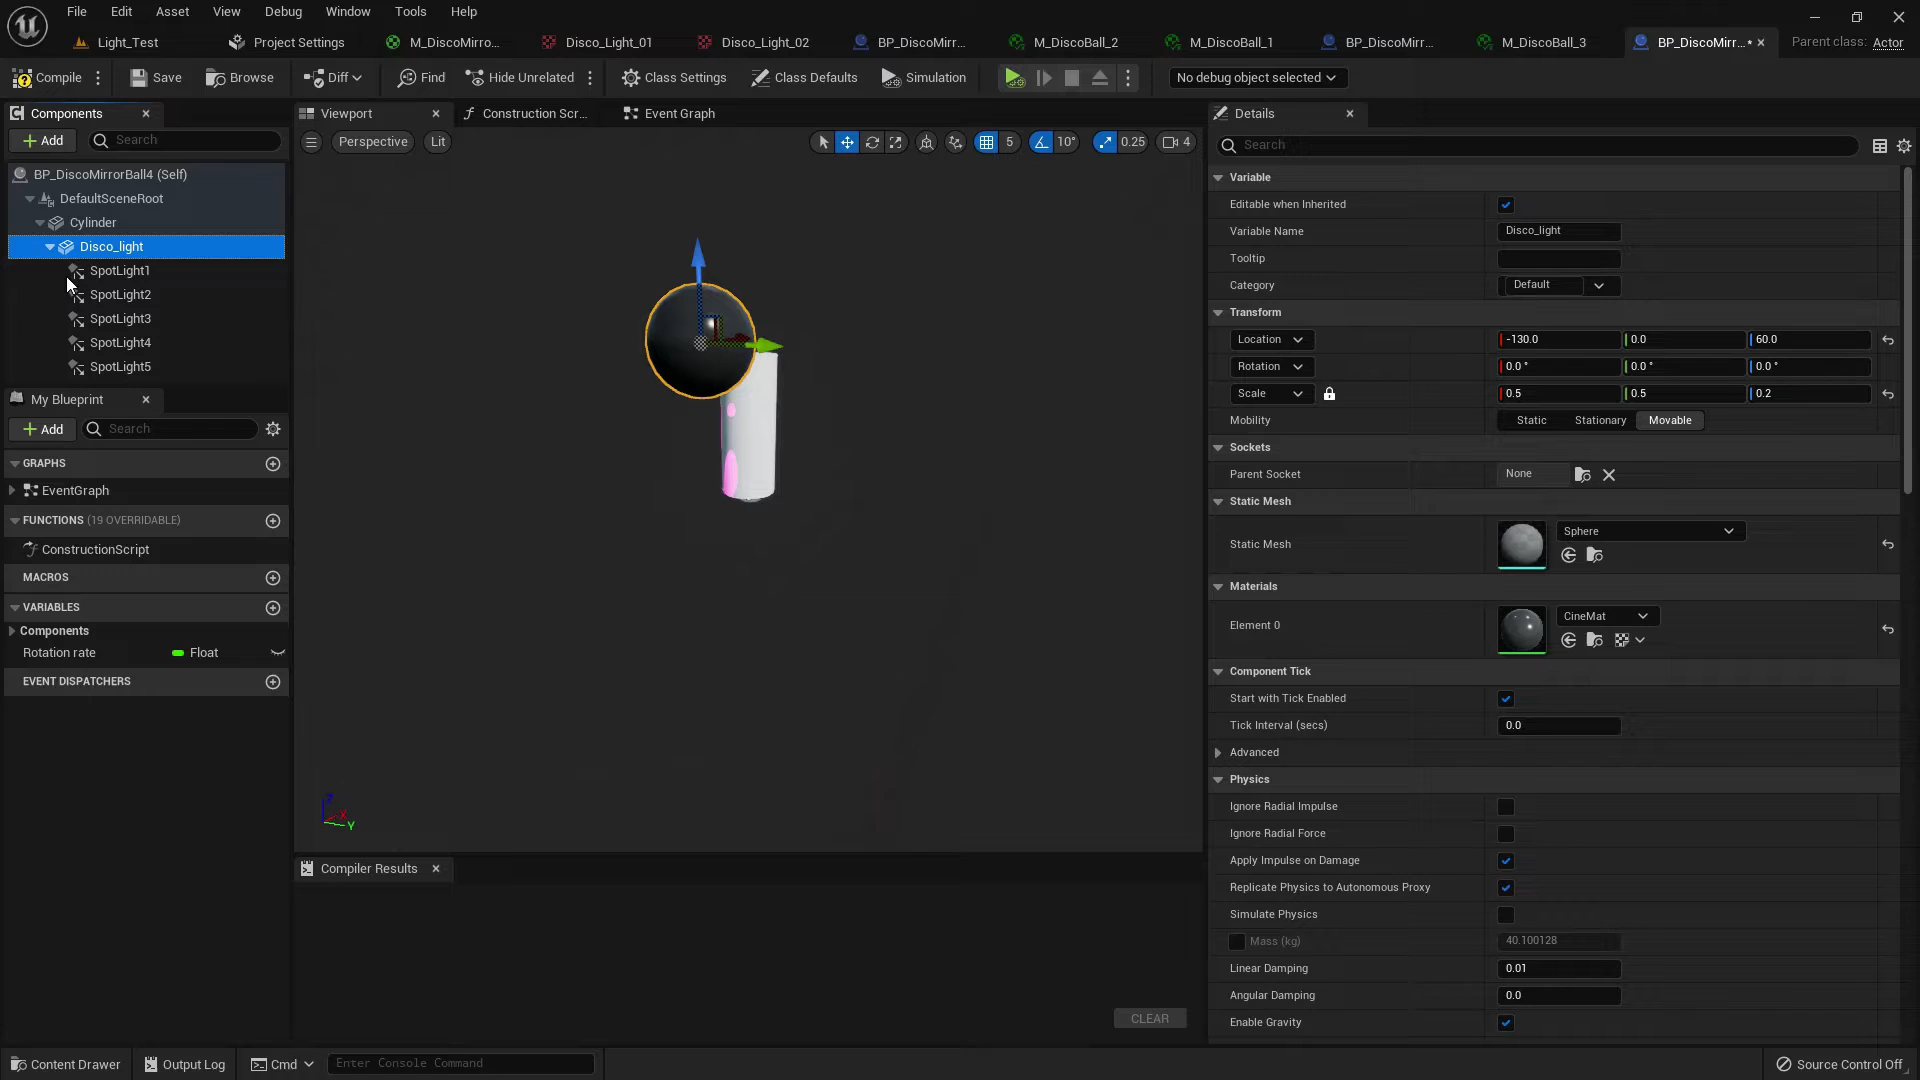 File Edit Asset View Debug Window Tools Help
Light_Test Project Settings M_DiscoMirro... Disco_Light_01 Disco_Light_02 BP_DiscoMirr... M_DiscoBall_2 M_DiscoBall_1 BP_DiscoMirr... M_DiscoBall_3 BP_DiscoMirr...* Parent class: Actor
Compile Save Browse Diff Find Hide Unrelated Class Settings Class Defaults Simulation No debug object selected
Components
Add Search
BP_DiscoMirrorBall4 (Self)
DefaultSceneRoot
Cylinder
Disco_light
SpotLight1
SpotLight2
SpotLight3
SpotLight4
SpotLight5
My Blueprint
Add Search
GRAPHS
EventGraph
FUNCTIONS (19 OVERRIDABLE)
ConstructionScript
MACROS
VARIABLES
Components
Rotation rate Float
EVENT DISPATCHERS
Viewport Construction Scr... Event Graph
Perspective Lit 5 10° 0.25 4
Z
X
Y
Compiler Results
CLEAR
Details
Search
Variable
Editable when Inherited
Variable Name Disco_light
Tooltip
Category Default
Transform
Location -130.0 0.0 60.0
Rotation 0.0 ° 0.0 ° 0.0 °
Scale 0.5 0.5 0.2
Mobility Static Stationary Movable
Sockets
Parent Socket None
Static Mesh
Static Mesh Sphere
Materials
Element 0 CineMat
Component Tick
Start with Tick Enabled
Tick Interval (secs) 0.0
Advanced
Physics
Ignore Radial Impulse
Ignore Radial Force
Apply Impulse on Damage
Replicate Physics to Autonomous Proxy
Simulate Physics
Mass (kg) 40.100128
Linear Damping 0.01
Angular Damping 0.0
Enable Gravity
Content Drawer Output Log Cmd Enter Console Command Source Control Off